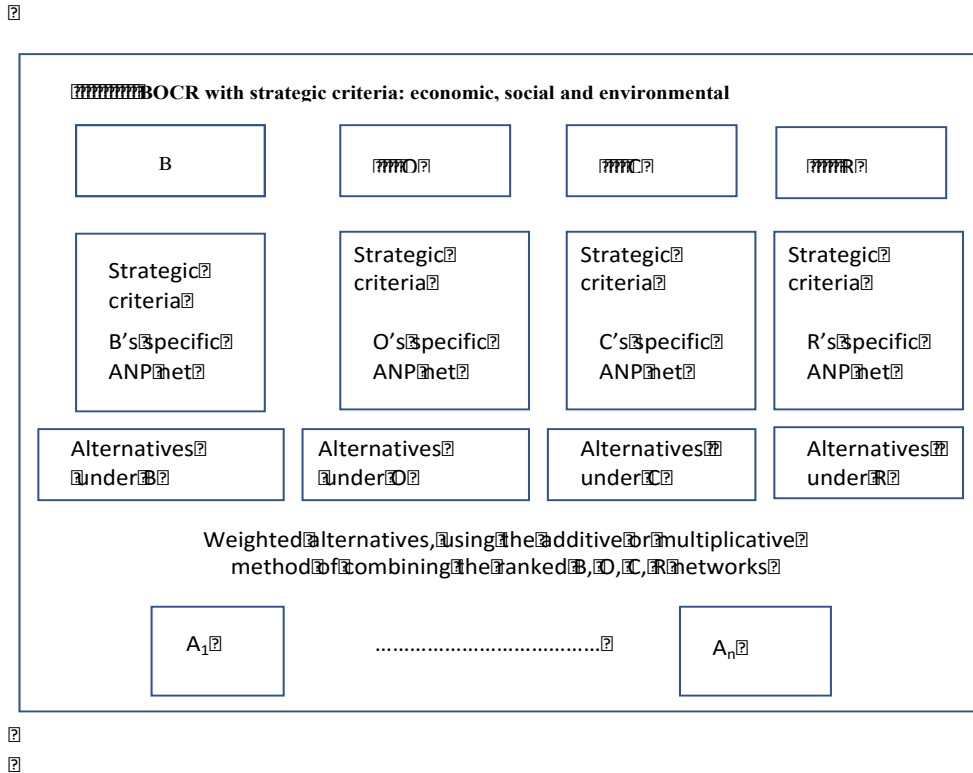 BOCR with strategic criteria: economic, social and environmental
B
O
C
R
Strategic
criteria
B's specific
ANP net
Strategic
criteria
O's specific
ANP net
Strategic
criteria
C's specific
ANP net
Strategic
criteria
R's specific
ANP net
Alternatives
under B
Alternatives
under O
Alternatives
under C
Alternatives
under R
Weighted alternatives, using the additive or multiplicative
method of combining the ranked B, O, C, R networks
A₁
.......................................
Aₙ